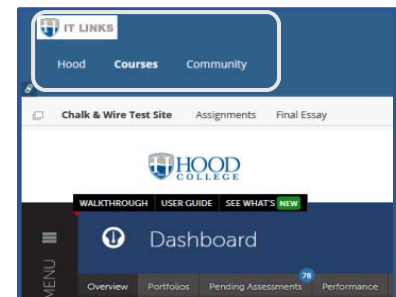 IT LINKS
Hood Courses Community
Chalk & Wire Test Site Assignments Final Essay
HOOD
COLLEGE
WALKTHROUGH USER GUIDE SEE WHAT'S NEW
Dashboard
MENU
78
Overview Portfolios Pending Assessments Performance